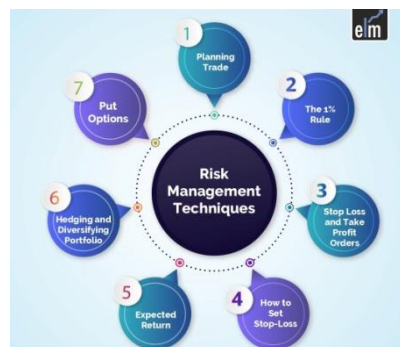 elm
Risk
Management
Techniques
1
Planning
Trade
2
The 1%
Rule
3
Stop Loss
and Take
Profit
Orders
4
How to
Set
Stop-Loss
5
Expected
Return
6
Hedging and
Diversifying
Portfolio
7
Put
Options